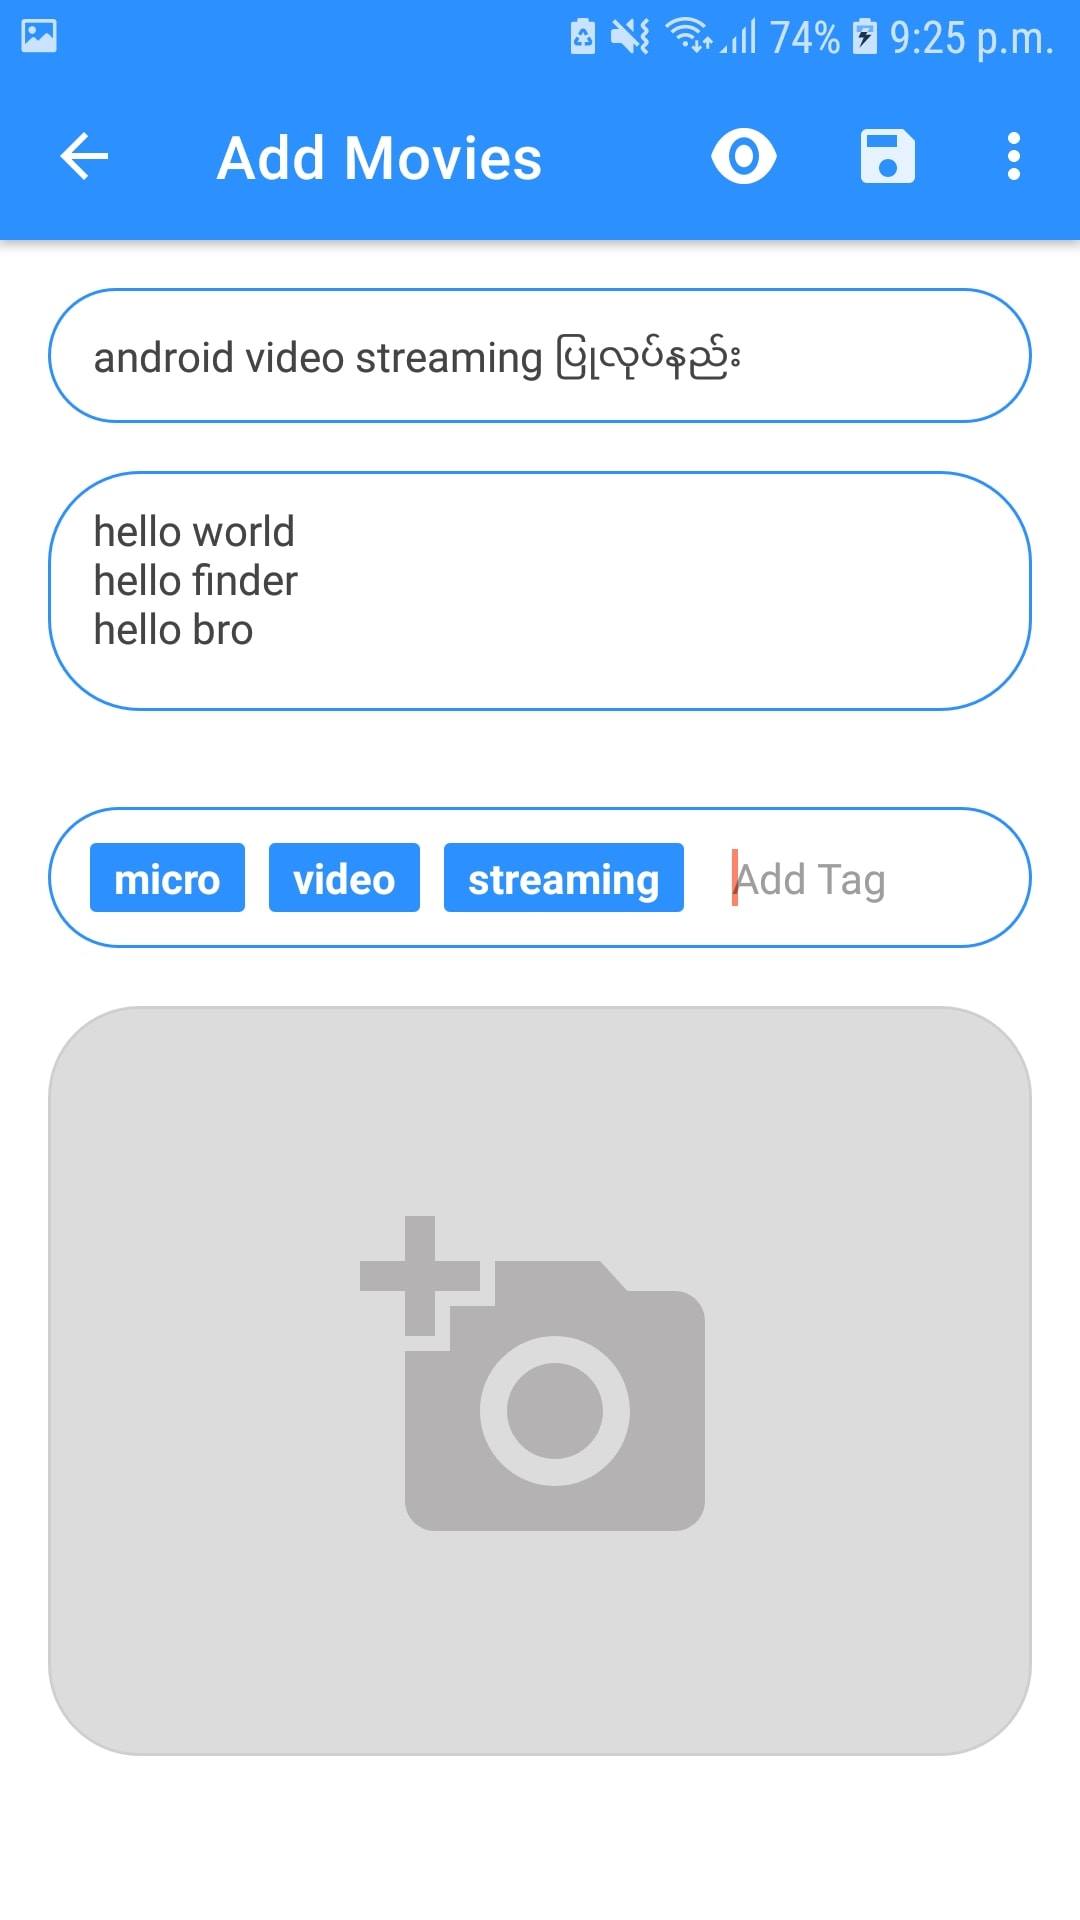 74% 9:25 p.m.
Add Movies
android video streaming ပြုလုပ်နည်း
hello world
hello finder
hello bro
micro video streaming Add Tag